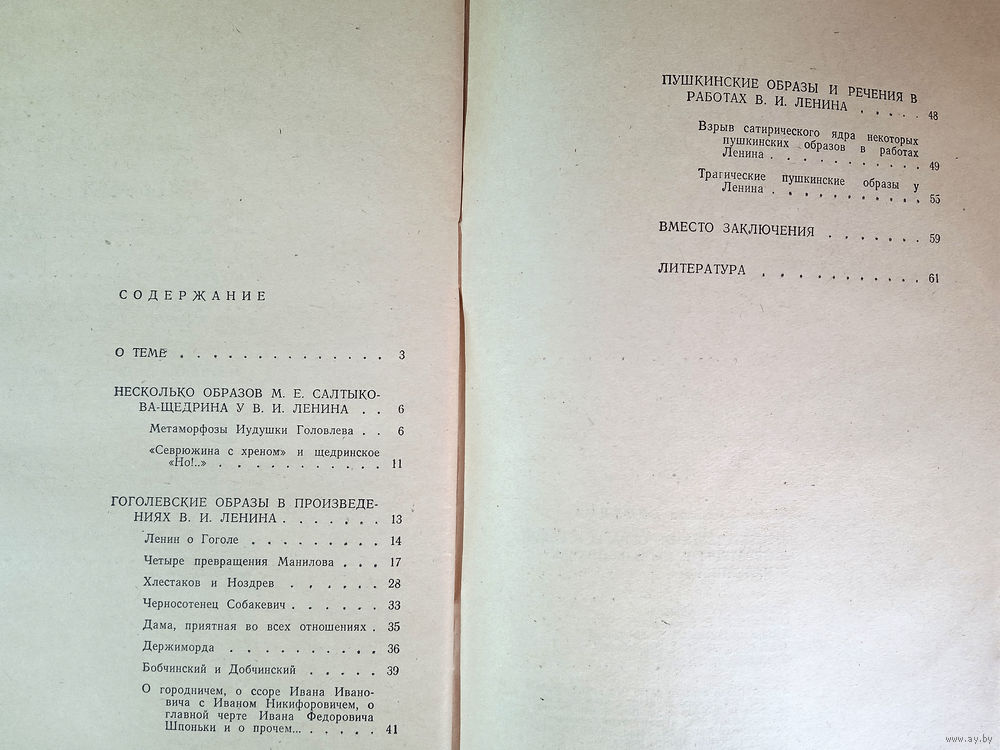 СОДЕРЖАНИЕ
О ТЕМЕ . . . . . . . . . . . . . . 3
НЕСКОЛЬКО ОБРАЗОВ М. Е. САЛТЫКО-
ВА-ЩЕДРИНА У В. И. ЛЕНИНА . . 6
Метаморфозы Иудушки Головлева . . 6
«Севрюжина с хреном» и щедринское
«Но!..» . . . . . . . . . . . 11
ГОГОЛЕВСКИЕ ОБРАЗЫ В ПРОИЗВЕДЕ-
НИЯХ В. И. ЛЕНИНА . . . . . . . 13
Ленин о Гоголе . . . . . . . . . 14
Четыре превращения Манилова . . . 17
Хлестаков и Ноздрев . . . . . . 28
Черносотенец Собакевич . . . . . . 33
Дама, приятная во всех отношениях . 35
Держиморда . . . . . . . . . . 36
Бобчинский и Добчинский . . . . . 39
О городничем, о ссоре Ивана Ивано-
вича с Иваном Никифоровичем, о
главной черте Ивана Федоровича
Шпоньки и о прочем... . . . . . 41
ПУШКИНСКИЕ ОБРАЗЫ И РЕЧЕНИЯ В
РАБОТАХ В. И. ЛЕНИНА . . . . . 48
Взрыв сатирического ядра некоторых
пушкинских образов в работах
Ленина . . . . . . . . . . 49
Трагические пушкинские образы у
Ленина . . . . . . . . . . 55
ВМЕСТО ЗАКЛЮЧЕНИЯ . . . . . . . 59
ЛИТЕРАТУРА . . . . . . . . . . . 61
www.ay.by